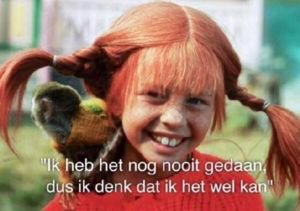 "Ik heb het nog nooit gedaan,
dus ik denk dat ik het wel kan"